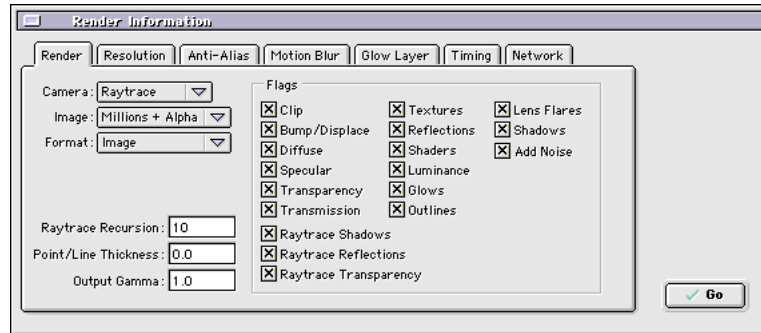 Render Information
Render Resolution Anti-Alias Motion Blur Glow Layer Timing Network
Camera: Raytrace
Image: Millions + Alpha
Format: Image
Raytrace Recursion: 10
Point/Line Thickness: 0.0
Output Gamma: 1.0
Flags
Clip Textures Lens Flares
Bump/Displace Reflections Shadows
Diffuse Shaders Add Noise
Specular Luminance
Transparency Glows
Transmission Outlines
Raytrace Shadows
Raytrace Reflections
Raytrace Transparency
Go